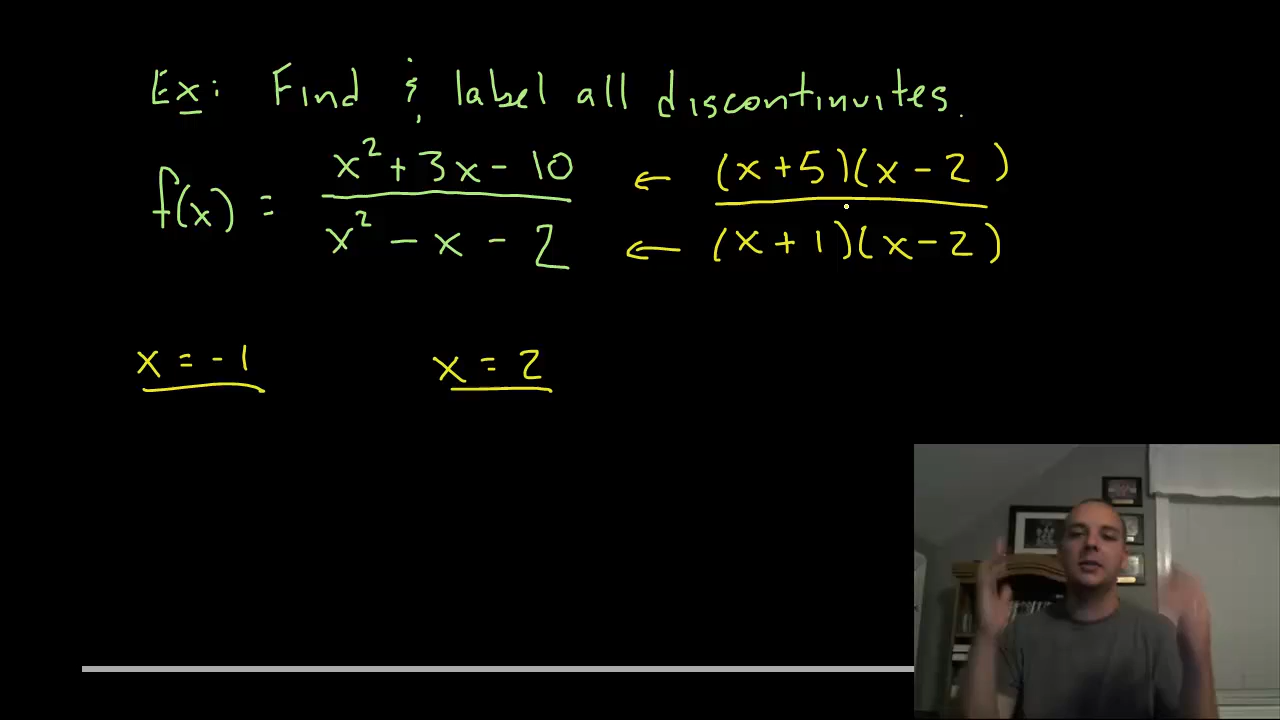 Ex: Find & label all discontinuites.
f(x) = (x² + 3x - 10)/(x² - x - 2) ← (x + 5)(x - 2)/← (x + 1)(x - 2)
x = -1 x = 2